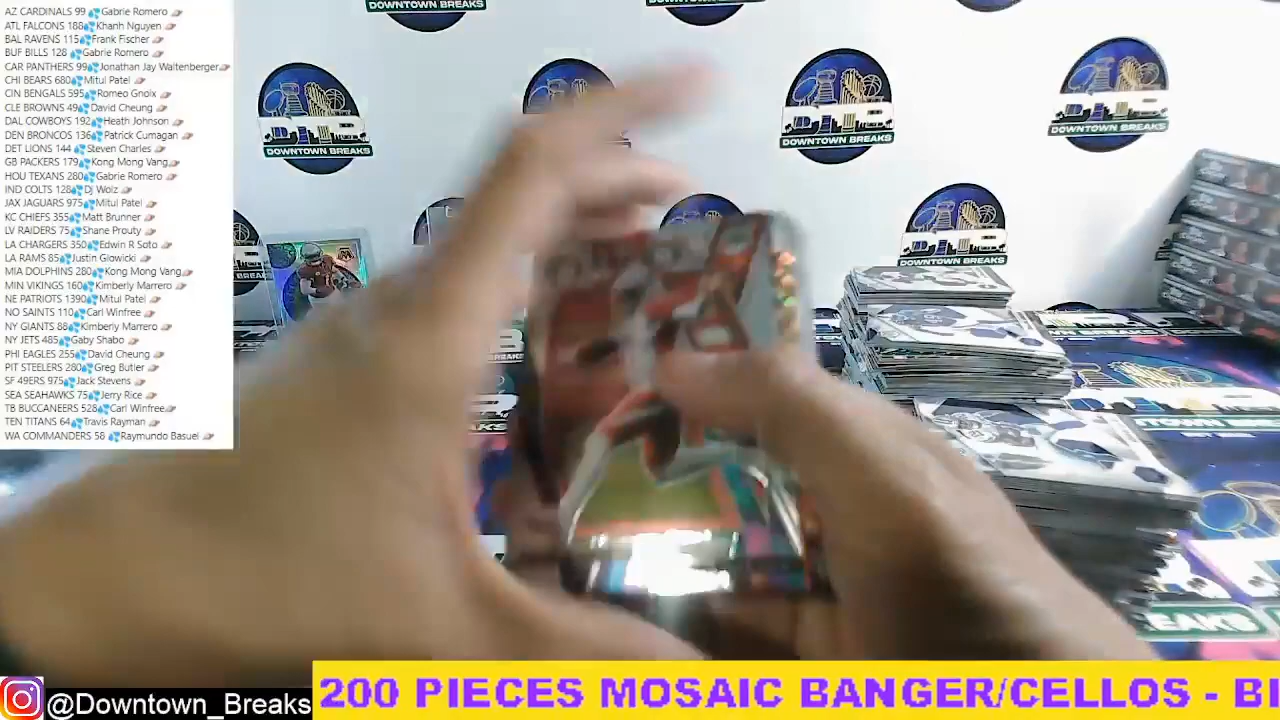 AZ CARDINALS 99 💦Gabrie Romero 🏈
ATL FALCONS 188💦Khanh Nguyen 🏈
BAL RAVENS 115💦Frank Fischer 🏈
BUF BILLS 128 💦Gabrie Romero 🏈
CAR PANTHERS 99💦Jonathan Jay Waltenberger🏈
CHI BEARS 680💦Mitul Patel 🏈
CIN BENGALS 595💦Romeo Gnoix 🏈
CLE BROWNS 49💦David Cheung 🏈
DAL COWBOYS 192💦Heath Johnson 🏈
DEN BRONCOS 136💦Patrick Cumagan 🏈
DET LIONS 144 💦Steven Charles 🏈
GB PACKERS 179💦Kong Mong Vang🏈
HOU TEXANS 280💦Gabrie Romero 🏈
IND COLTS 128💦DJ Wolz 🏈
JAX JAGUARS 975💦Mitul Patel 🏈
KC CHIEFS 355💦Matt Brunner 🏈
LV RAIDERS 75💦Shane Prouty 🏈
LA CHARGERS 350💦Edwin R Soto 🏈
LA RAMS 85💦Justin Glowicki 🏈
MIA DOLPHINS 280💦Kong Mong Vang🏈
MIN VIKINGS 160💦Kimberly Marrero 🏈
NE PATRIOTS 1390💦Mitul Patel 🏈
NO SAINTS 110💦Carl Winfree 🏈
NY GIANTS 88💦Kimberly Marrero 🏈
NY JETS 485💦Gaby Shabo 🏈
PHI EAGLES 255💦David Cheung 🏈
PIT STEELERS 280💦Greg Butler 🏈
SF 49ERS 975💦Jack Stevens 🏈
SEA SEAHAWKS 75💦Jerry Rice 🏈
TB BUCCANEERS 528💦Carl Winfree🏈
TEN TITANS 64💦Travis Rayman 🏈
WA COMMANDERS 58 💦Raymundo Basuel 🏈
DOWNTOWN BREAKS
DOWNTOWN BREAKS
DTB
DOWNTOWN BREAKS
DTB
DOWNTOWN BREAKS
DTB
DOWNTOWN BREAKS
DTB
DOWNTOWN BREAKS
EAKS
@Downtown_Breaks
200 PIECES MOSAIC BANGER/CELLOS - BI